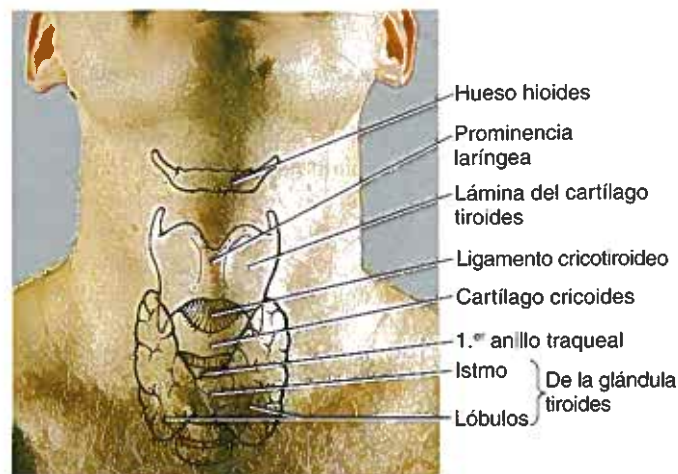 Hueso hioides
Prominencia
laríngea
Lámina del cartílago
tiroides
Ligamento cricotiroideo
Cartílago cricoides
1.er anillo traqueal
Istmo
Lóbulos
De la glándula
tiroides